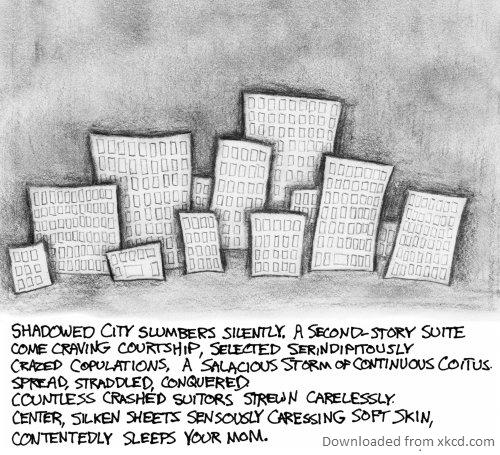 SHADOWED CITY SLUMBERS SILENTLY. A SECOND-STORY SUITE
COME CRAVING COURTSHIP, SELECTED SERINDIPITOUSLY
CRAZED COPULATIONS, A SALACIOUS STORM OF CONTINUOUS COITUS.
SPREAD, STRADDLED, CONQUERED
COUNTLESS CRASHED SUITORS STREWN CARELESSLY.
CENTER, SILKEN SHEETS SENSOUSLY CARESSING SOFT SKIN,
CONTENTEDLY SLEEPS YOUR MOM.
Downloaded from xkcd.com